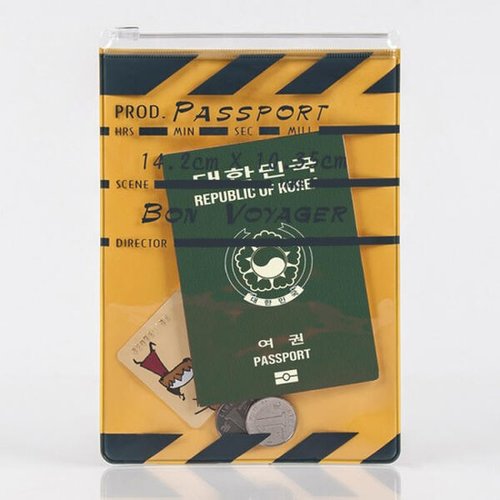 PROD. PASSPORT
HRS MIN SEC MILL
14.2cm X 10.25cm
대한민국
SCENE
REPUBLIC OF KOREA
BON VOYAGER
DIRECTOR
대한민국
여권
PASSPORT